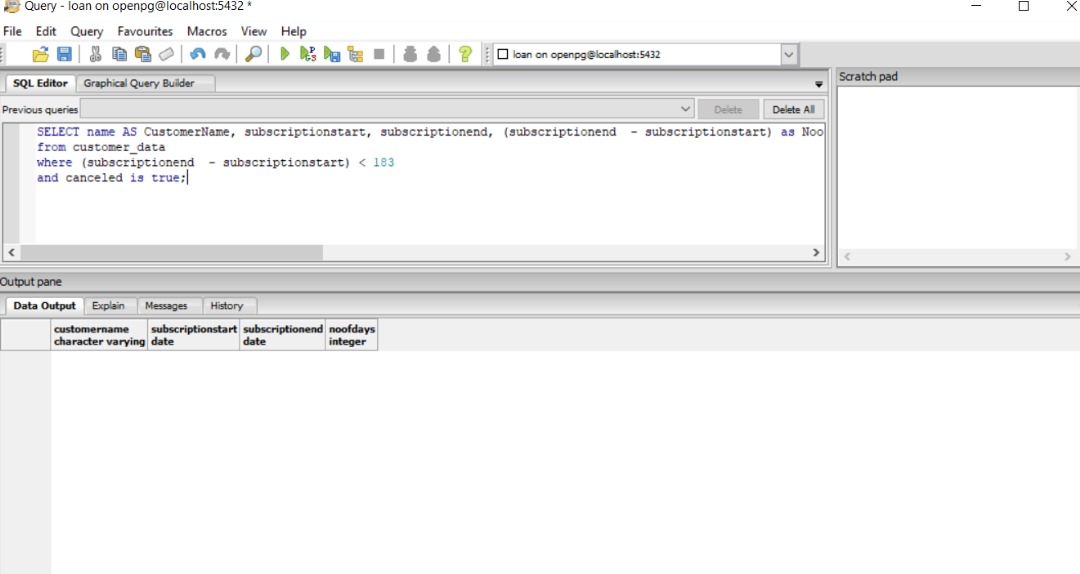 Query - loan on openpg@localhost:5432 *
File Edit Query Favourites Macros View Help
loan on openpg@localhost:5432
SQL Editor Graphical Query Builder
Scratch pad
Previous queries Delete Delete All
SELECT name AS CustomerName, subscriptionstart, subscriptionend, (subscriptionend - subscriptionstart) as Noo
from customer_data
where (subscriptionend - subscriptionstart) < 183
and canceled is true;
Output pane
Data Output Explain Messages History
customername subscriptionstart subscriptionend noofdays
character varying date date integer